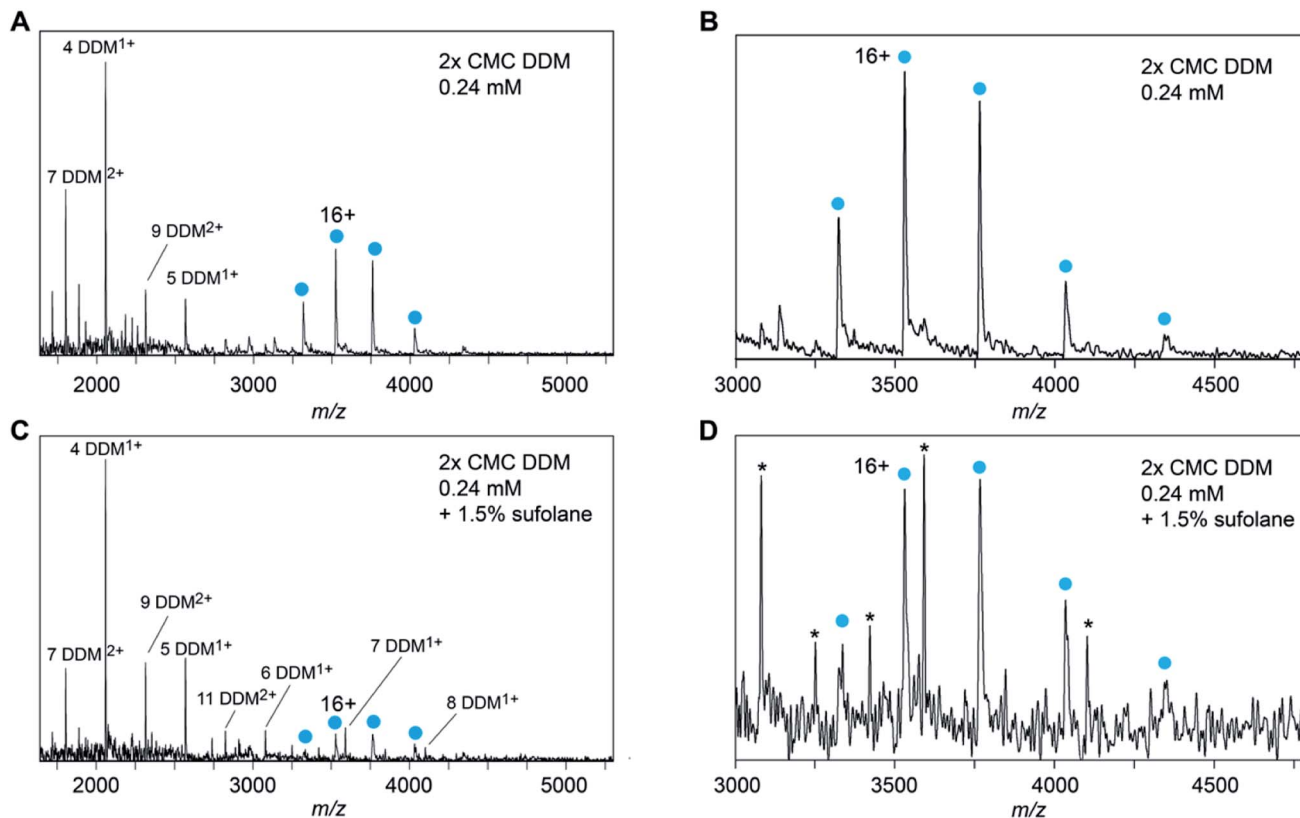 A
4 DDM1+
2x CMC DDM
0.24 mM
7 DDM 2+
9 DDM2+
5 DDM1+
16+
2000 3000 4000 5000
m/z
B
16+
2x CMC DDM
0.24 mM
3000 3500 4000 4500
m/z
C
4 DDM1+
2x CMC DDM
0.24 mM
+ 1.5% sufolane
9 DDM2+
7 DDM2+
5 DDM1+
7 DDM1+
6 DDM1+
11 DDM2+
16+
8 DDM1+
2000 3000 4000 5000
m/z
D
* 16+ *
2x CMC DDM
0.24 mM
+ 1.5% sufolane
* * *
3000 3500 4000 4500
m/z